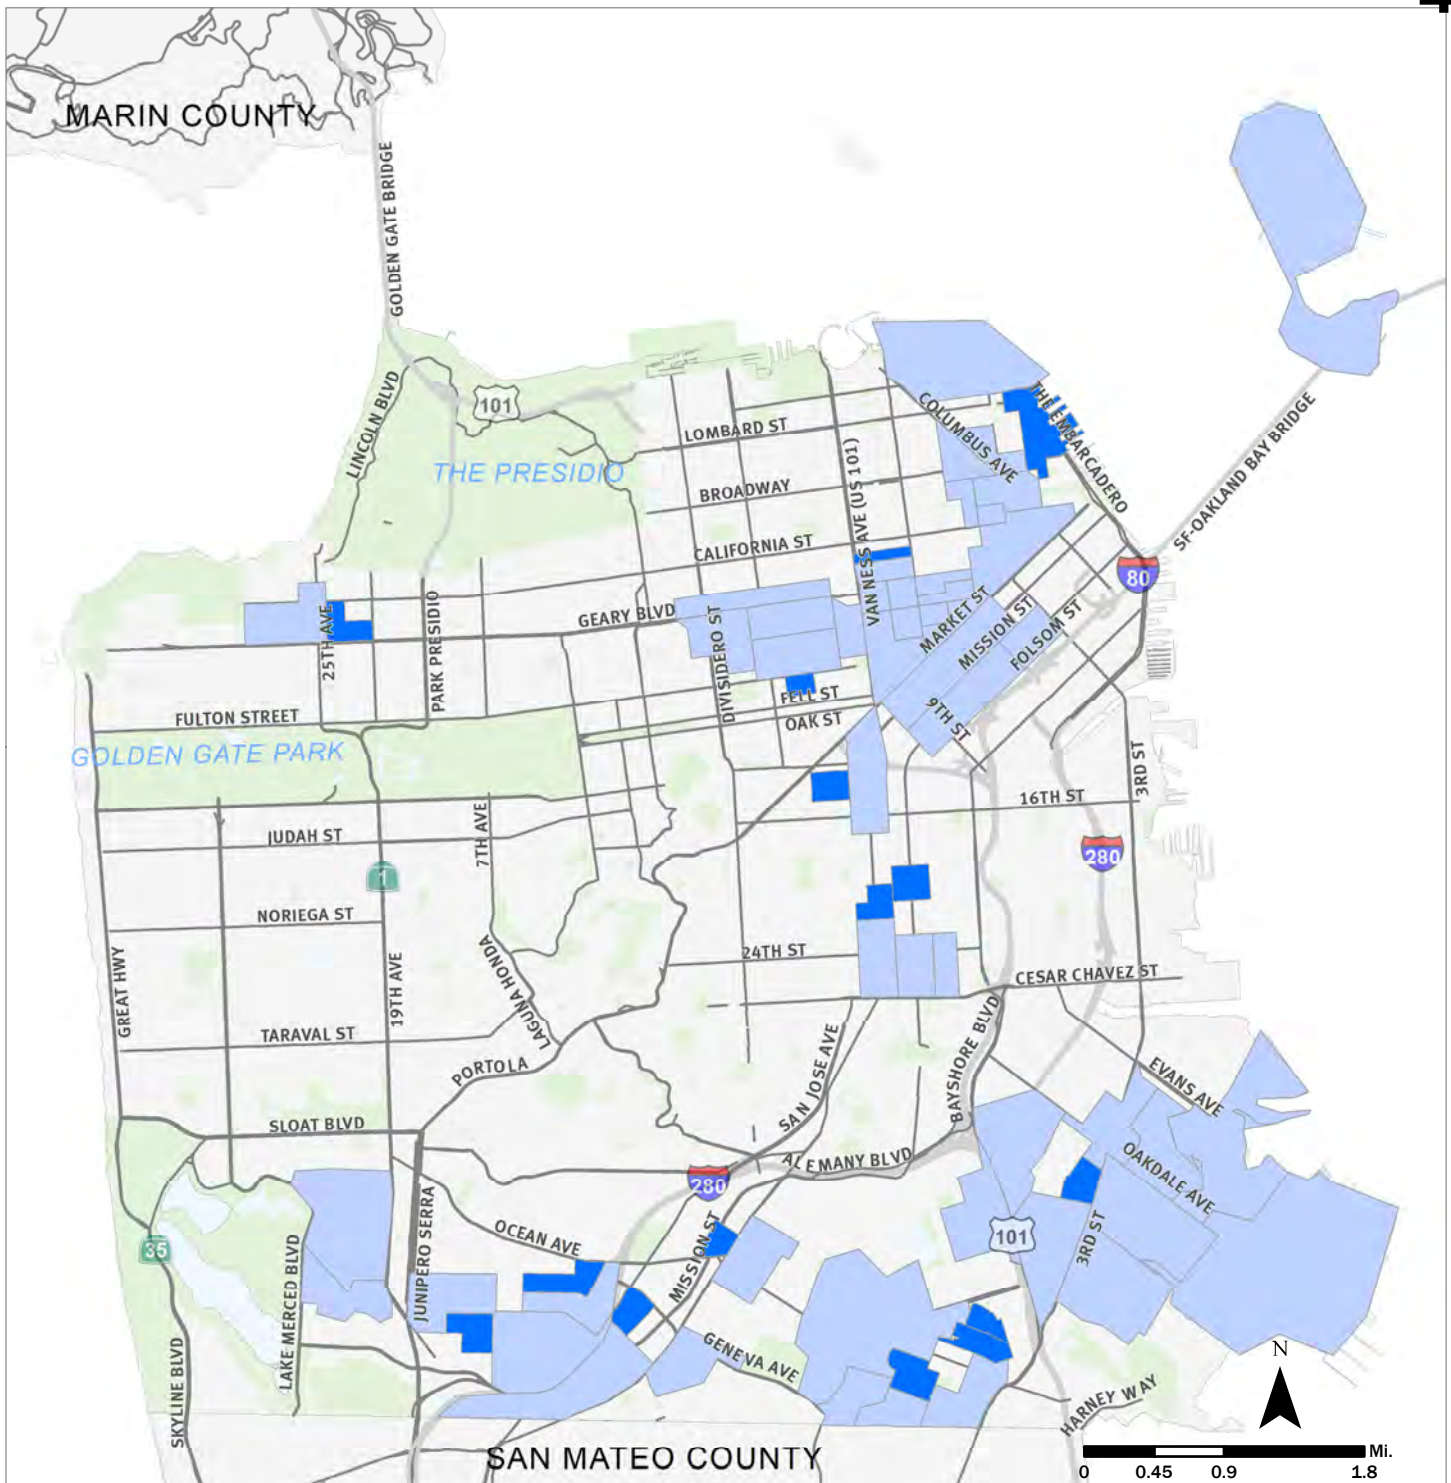 MARIN COUNTY
GOLDEN GATE BRIDGE
LINCOLN BLVD
101
THE PRESIDIO
LOMBARD ST
BROADWAY
CALIFORNIA ST
VAN NESS AVE (US 101)
COLUMBUS AVE
THE EMBARCADERO
SF-OAKLAND BAY BRIDGE
80
25TH AVE
PARK PRESIDIO
GEARY BLVD
DIVISIDERO ST
MARKET ST
MISSION ST
FOLSOM ST
FULTON STREET
FELL ST
OAK ST
9TH ST
GOLDEN GATE PARK
3RD ST
16TH ST
JUDAH ST
7TH AVE
280
1
NORIEGA ST
24TH ST
GREAT HWY
19TH AVE
LAGUNA HONDA
CESAR CHAVEZ ST
TARAVAL ST
PORTOLA
SAN JOSE AVE
BAYSHORE BLVD
EVANS AVE
SLOAT BLVD
ALEMANY BLVD
OAKDALE AVE
280
35
JUNIPERO SERRA
OCEAN AVE
MISSION ST
101
3RD ST
LAKE MERCED BLVD
SKYLINE BLVD
GENEVA AVE
HARNEY WAY
N
SAN MATEO COUNTY
Mi.
0 0.45 0.9 1.8